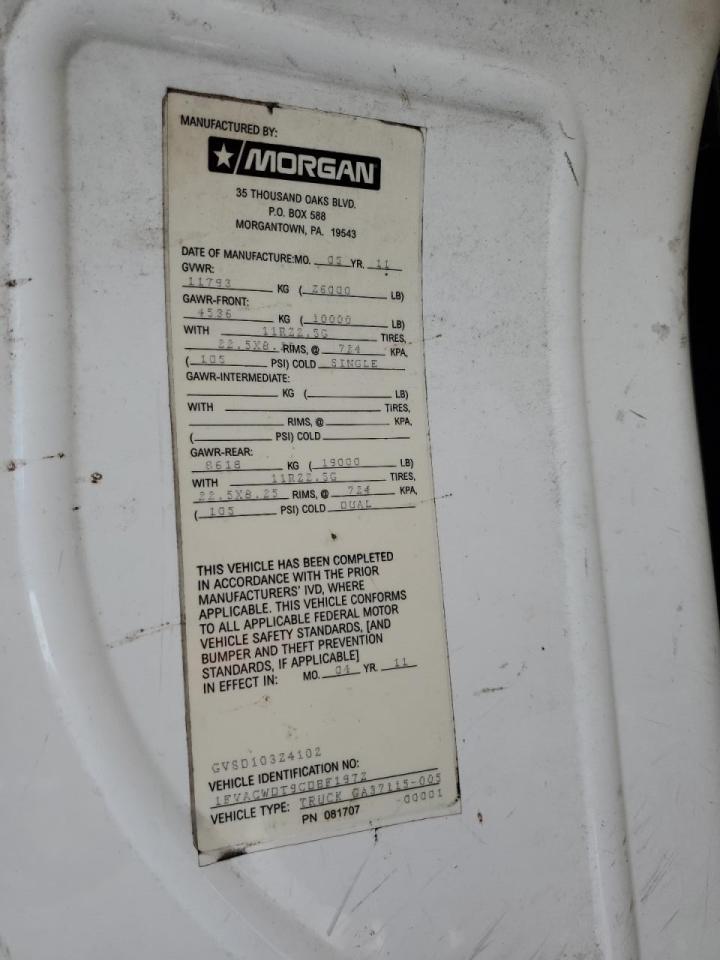 MANUFACTURED BY:
MORGAN
35 THOUSAND OAKS BLVD.
P.O. BOX 588
MORGANTOWN, PA. 19543
DATE OF MANUFACTURE:MO. 05 YR. 11
GVWR:
11793 KG ( 26000 LB)
GAWR-FRONT:
4536 KG ( 10000 LB)
WITH 11R22.5G TIRES,
22.5X8.25 RIMS, @ 724 KPA,
( 105 PSI) COLD SINGLE
GAWR-INTERMEDIATE:
KG ( LB)
WITH TIRES,
RIMS, @ KPA,
( PSI) COLD
GAWR-REAR:
8618 KG ( 19000 LB)
WITH 11R22.5G TIRES,
22.5X8.25 RIMS, @ 724 KPA,
( 105 PSI) COLD DUAL
THIS VEHICLE HAS BEEN COMPLETED
IN ACCORDANCE WITH THE PRIOR
MANUFACTURERS' IVD, WHERE
APPLICABLE. THIS VEHICLE CONFORMS
TO ALL APPLICABLE FEDERAL MOTOR
VEHICLE SAFETY STANDARDS, [AND
BUMPER AND THEFT PREVENTION
STANDARDS, IF APPLICABLE]
IN EFFECT IN: MO. 04 YR. 11
GVSD103Z4102
VEHICLE IDENTIFICATION NO:
1FVACWDT9CDBF1972
VEHICLE TYPE: TRUCK GA37115-005
-00001
PN 081707